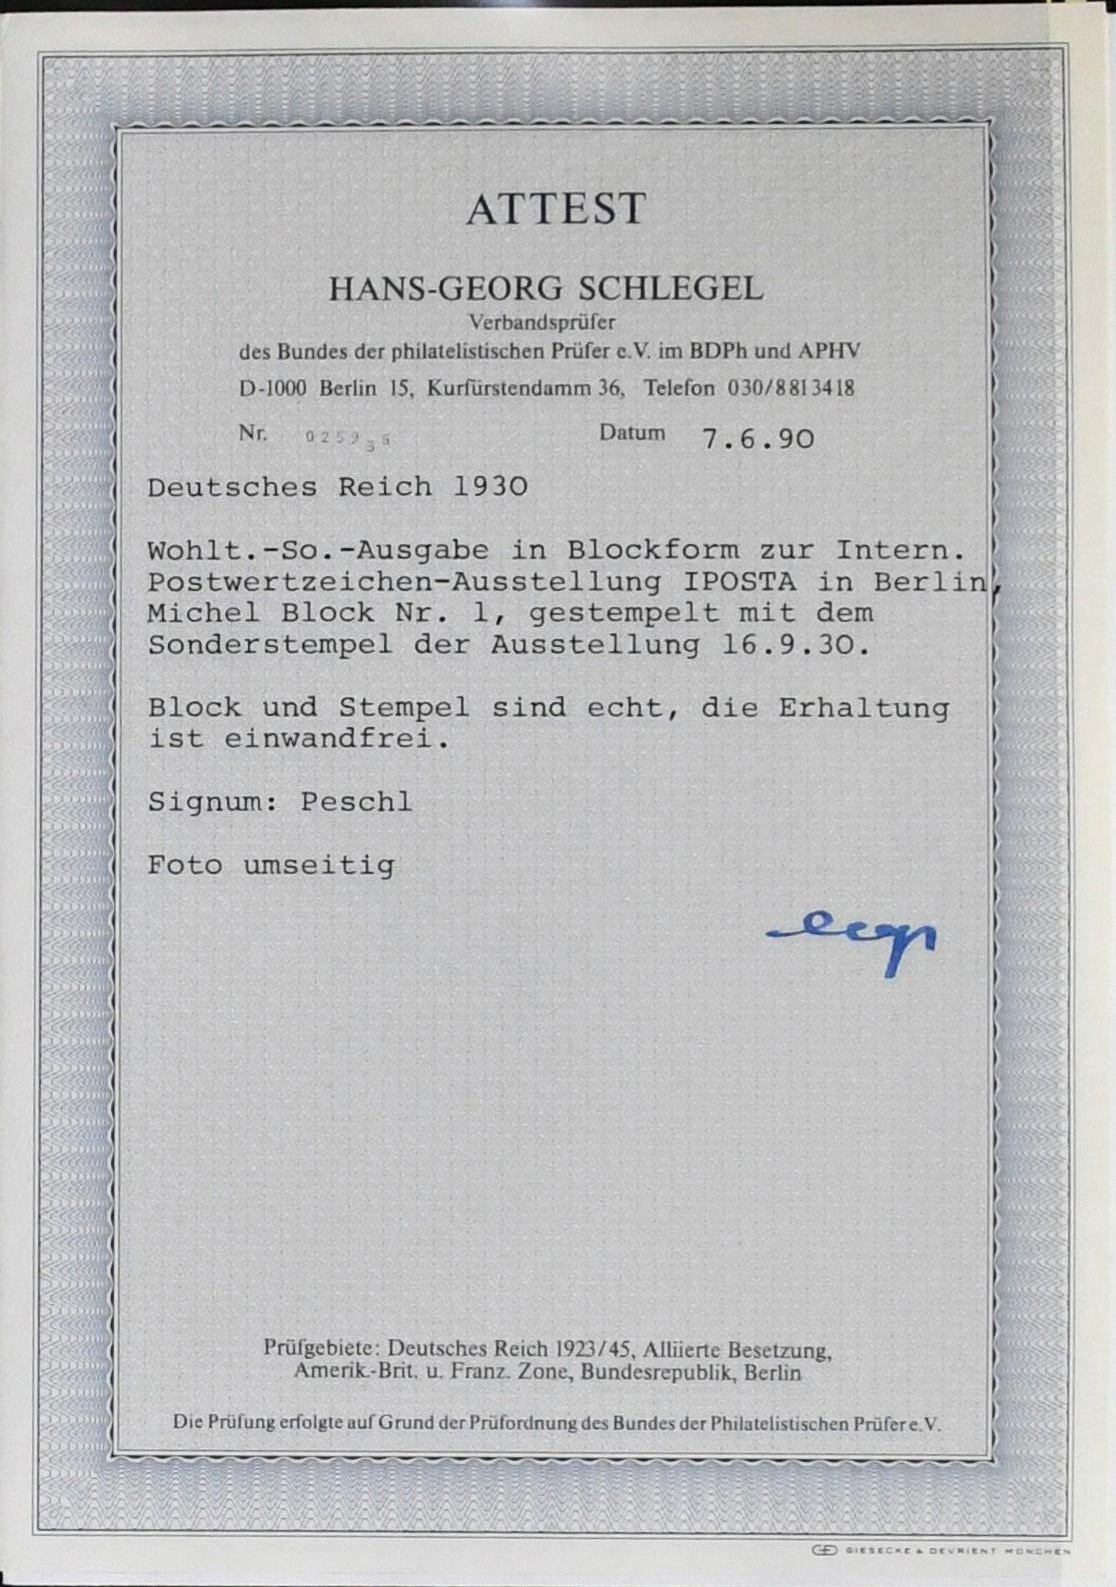 ATTEST
HANS-GEORG SCHLEGEL
Verbandsprüfer
des Bundes der philatelistischen Prüfer e.V. im BDPh und APHV
D-1000 Berlin 15, Kurfürstendamm 36, Telefon 030/8813418
Nr. Datum 7.6.90
Deutsches Reich 1930
Wohlt.-So.-Ausgabe in Blockform zur Intern.
Postwertzeichen-Ausstellung IPOSTA in Berlin,
Michel Block Nr. 1, gestempelt mit dem
Sonderstempel der Ausstellung 16.9.30.
Block und Stempel sind echt, die Erhaltung
ist einwandfrei.
Signum: Peschl
Foto umseitig
Prüfgebiete: Deutsches Reich 1923/45, Alliierte Besetzung,
Amerik.-Brit. u. Franz. Zone, Bundesrepublik, Berlin
Die Prüfung erfolgte auf Grund der Prüfordnung des Bundes der Philatelistischen Prüfer e.V.
GIESECKE & DEVRIENT MÜNCHEN